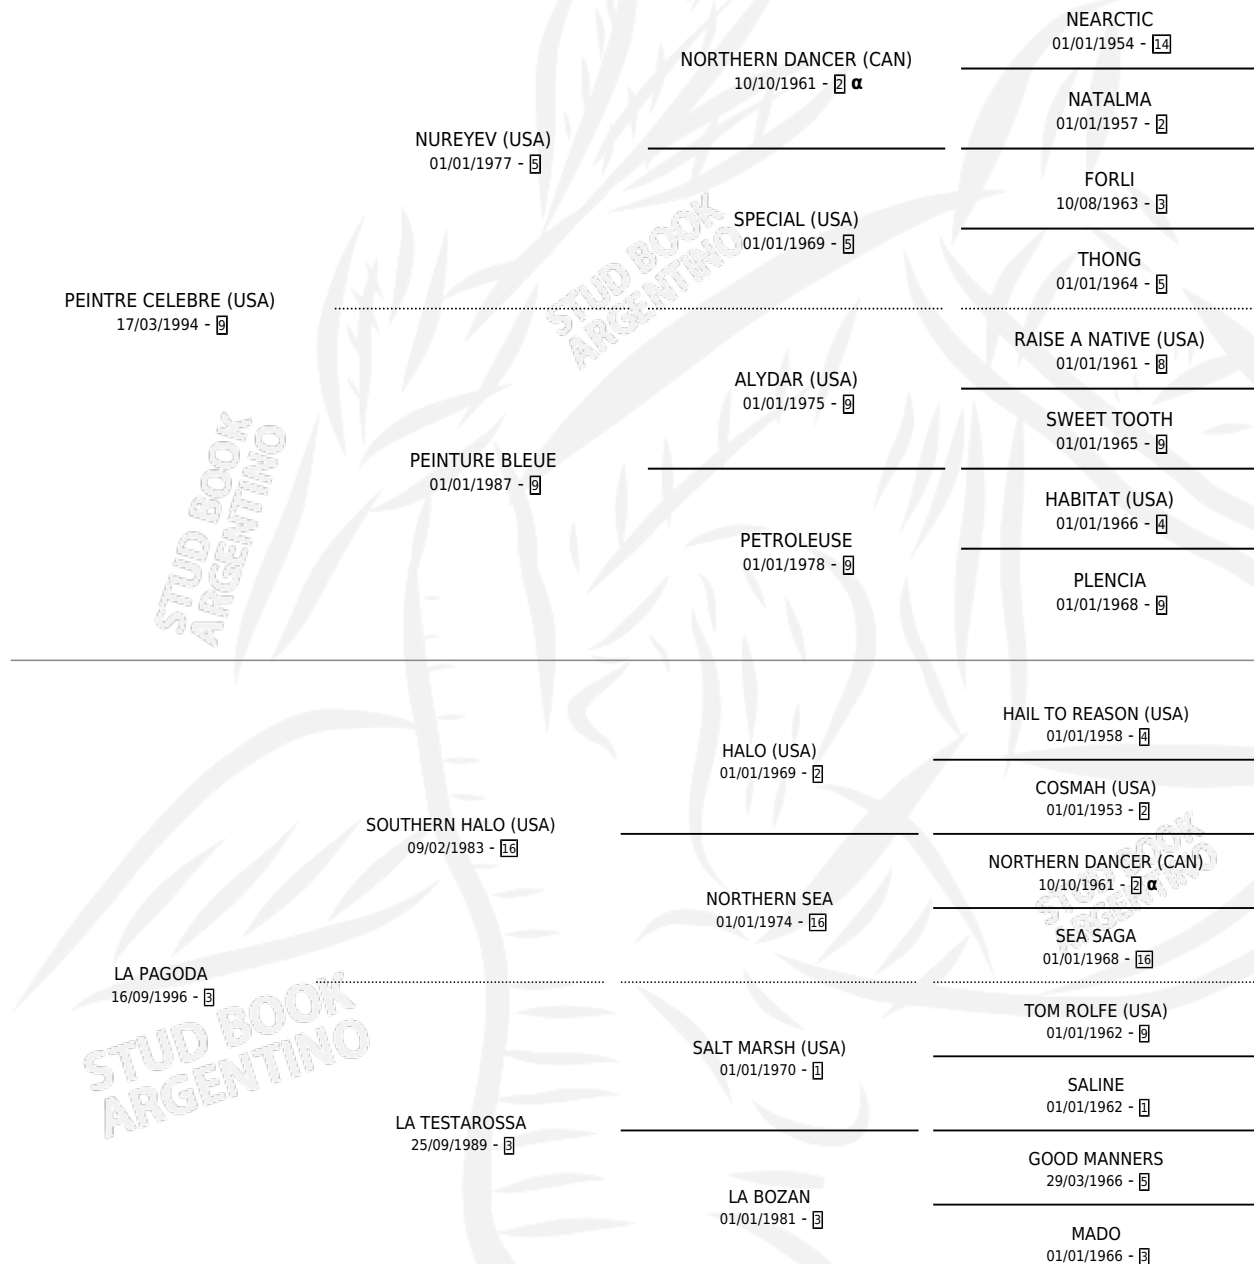 NEARCTIC
01/01/1954 - 14
NORTHERN DANCER (CAN)
10/10/1961 - 2 α
NATALMA
01/01/1957 - 2
NUREYEV (USA)
01/01/1977 - 5
FORLI
10/08/1963 - 3
SPECIAL (USA)
01/01/1969 - 5
THONG
01/01/1964 - 5
PEINTRE CELEBRE (USA)
17/03/1994 - 9
RAISE A NATIVE (USA)
01/01/1961 - 8
ALYDAR (USA)
01/01/1975 - 9
SWEET TOOTH
01/01/1965 - 9
PEINTURE BLEUE
01/01/1987 - 9
HABITAT (USA)
01/01/1966 - 4
PETROLEUSE
01/01/1978 - 9
PLENCIA
01/01/1968 - 9
HAIL TO REASON (USA)
01/01/1958 - 4
HALO (USA)
01/01/1969 - 2
COSMAH (USA)
01/01/1953 - 2
SOUTHERN HALO (USA)
09/02/1983 - 16
NORTHERN DANCER (CAN)
10/10/1961 - 2 α
NORTHERN SEA
01/01/1974 - 16
SEA SAGA
01/01/1968 - 16
LA PAGODA
16/09/1996 - 3
TOM ROLFE (USA)
01/01/1962 - 9
SALT MARSH (USA)
01/01/1970 - 1
SALINE
01/01/1962 - 1
LA TESTAROSSA
25/09/1989 - 3
GOOD MANNERS
29/03/1966 - 5
LA BOZAN
01/01/1981 - 3
MADO
01/01/1966 - 3
STUD BOOK
ARGENTINO
STUD BOOK
ARGENTINO
STUD BOOK
ARGENTINO
STUD BOOK
ARGENTINO